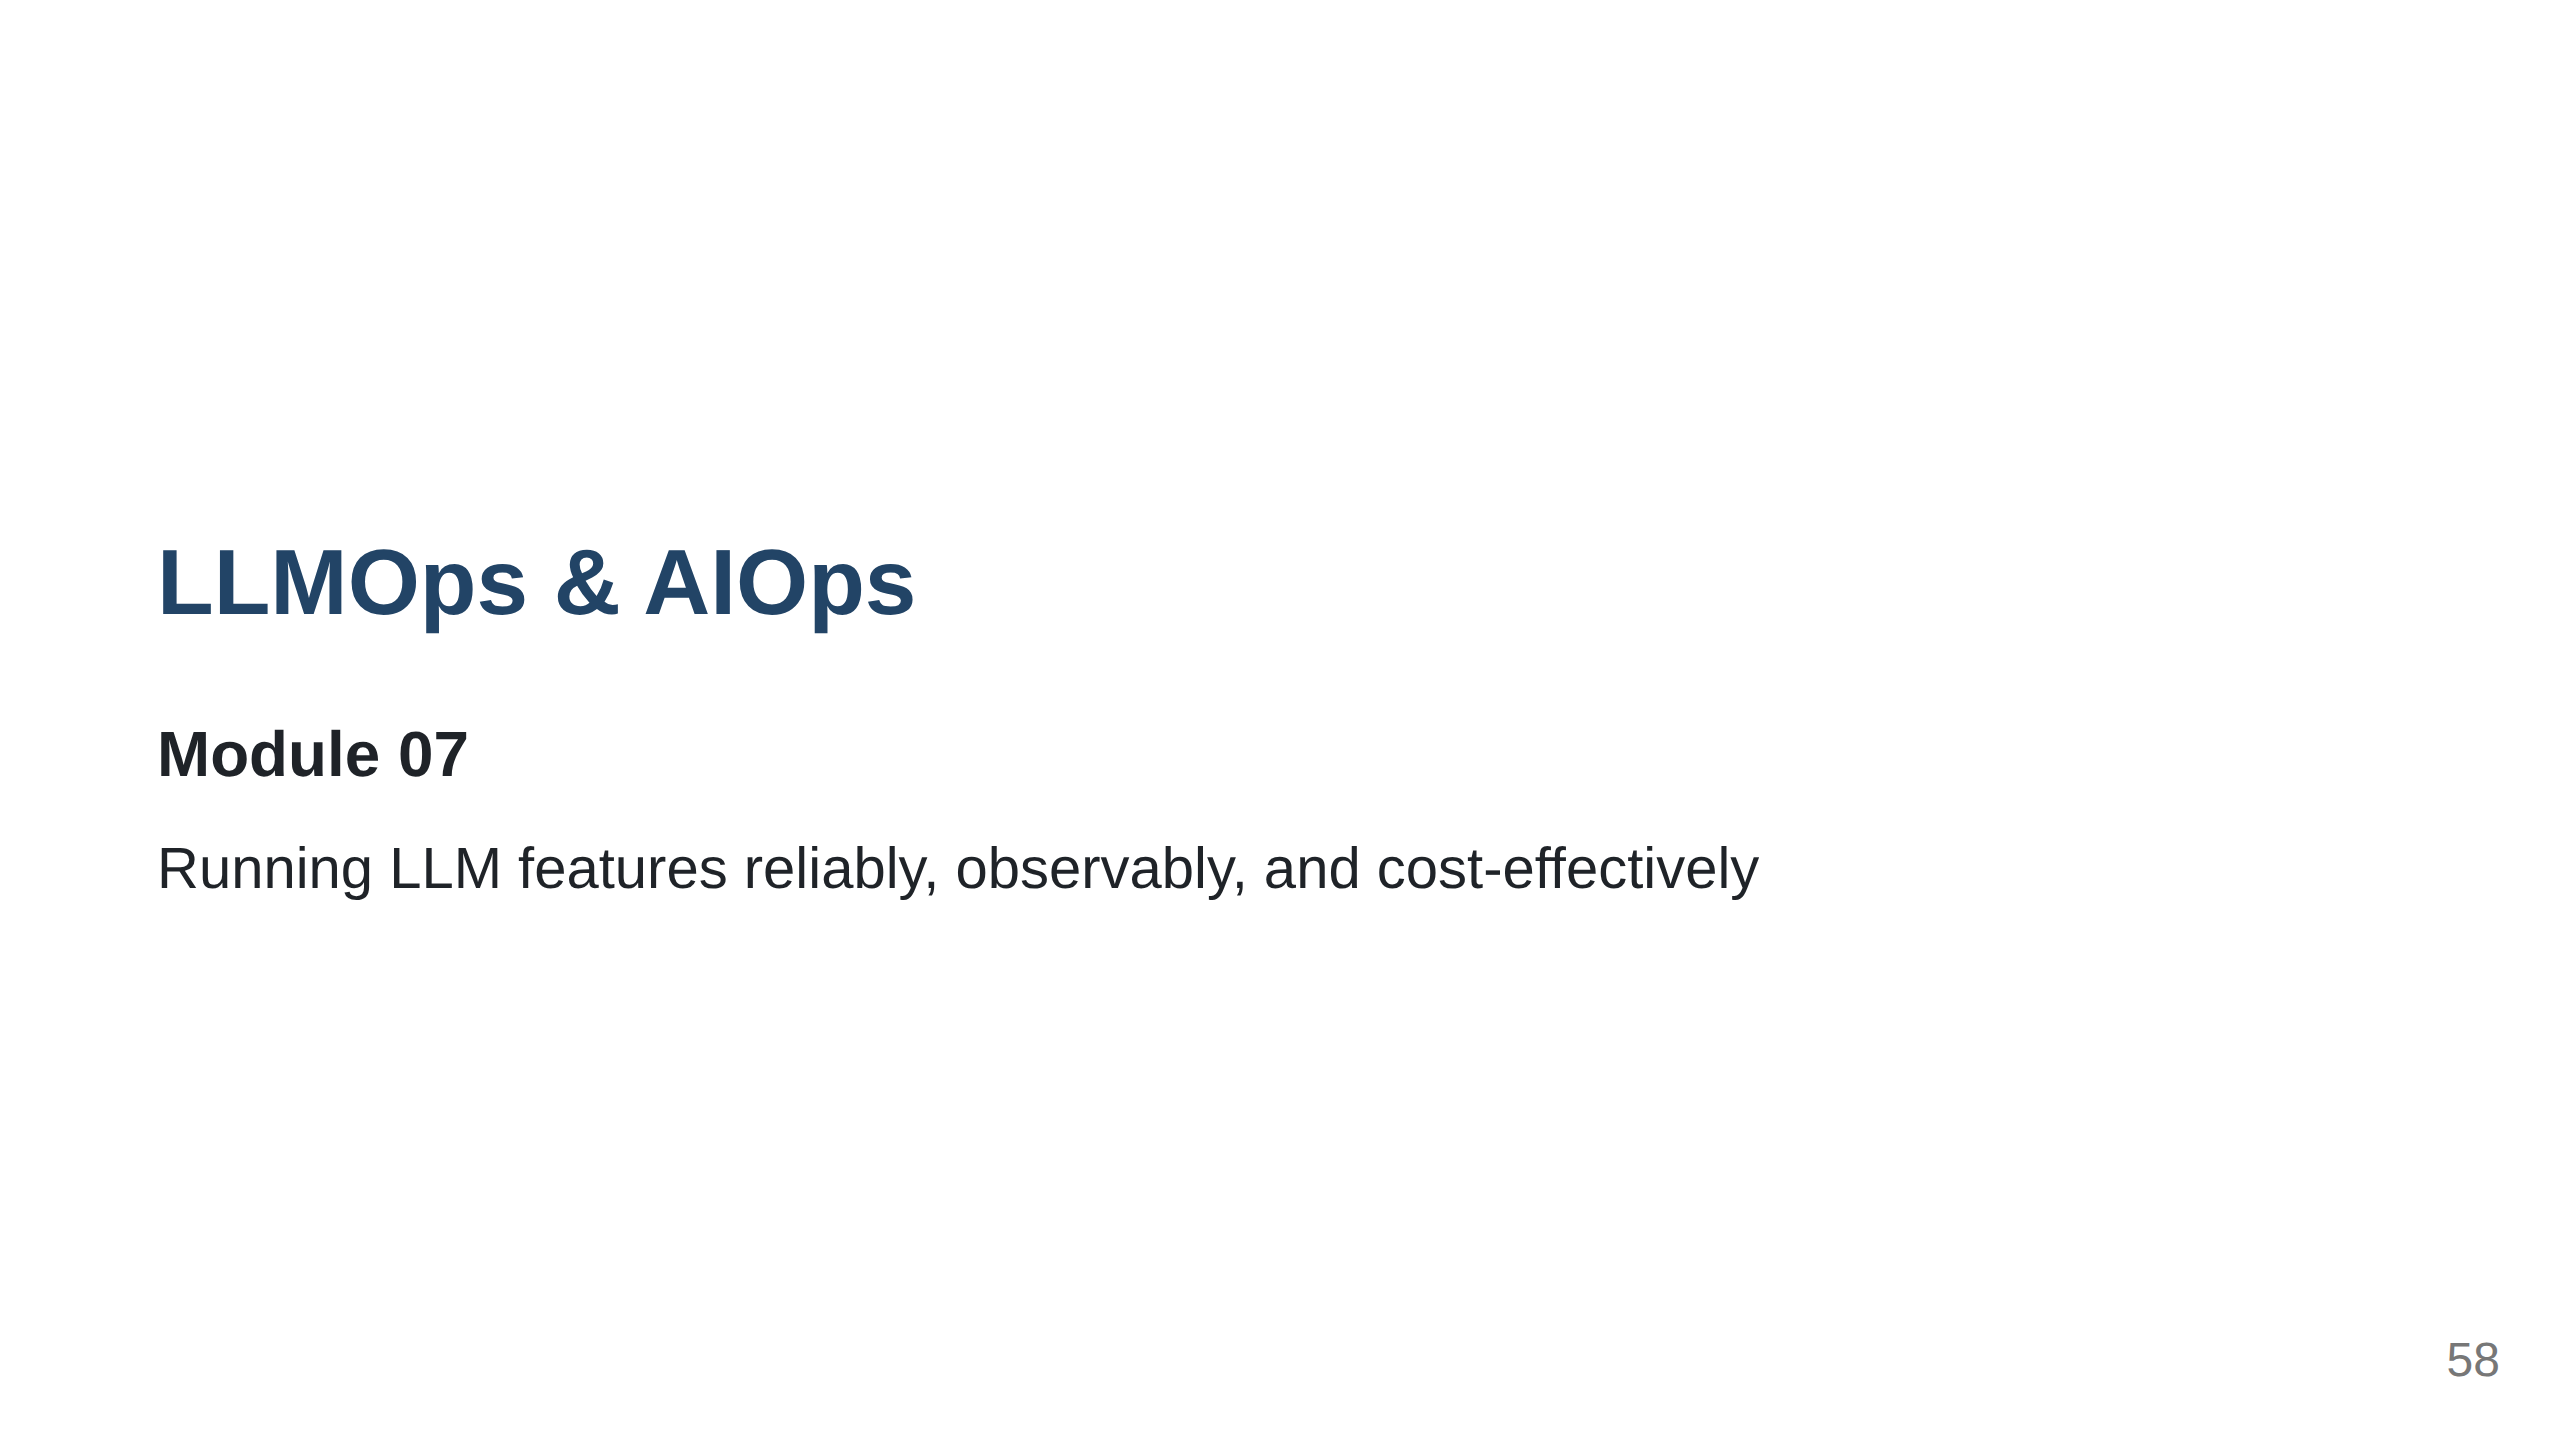 LLMOps & AIOps
Module 07
Running LLM features reliably, observably, and cost-effectively
58